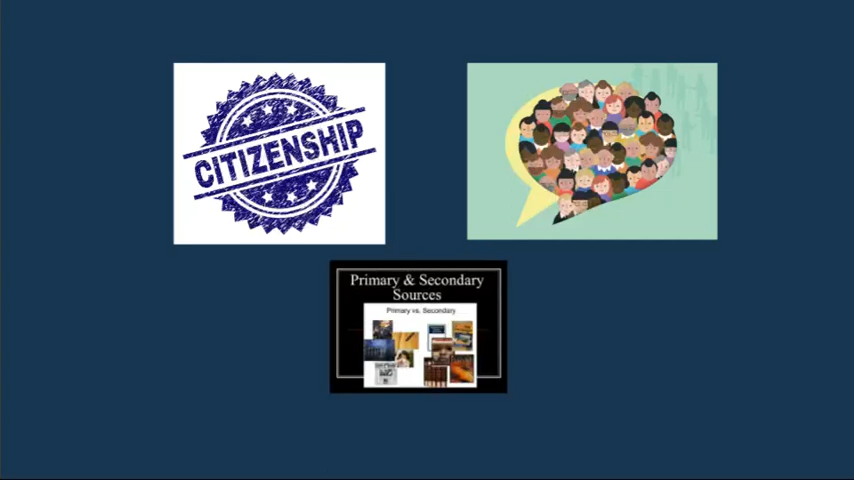 CITIZENSHIP
Primary & Secondary
Sources
Primary vs. Secondary